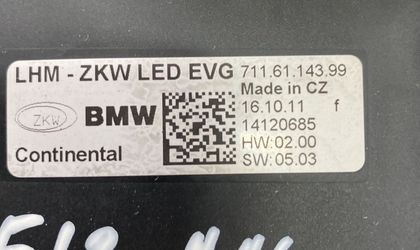 LHM - ZKW LED EVG 711.61.143.99
Made in CZ
ZKW BMW 16.10.11 f
14120685
HW:02.00
Continental SW:05.03